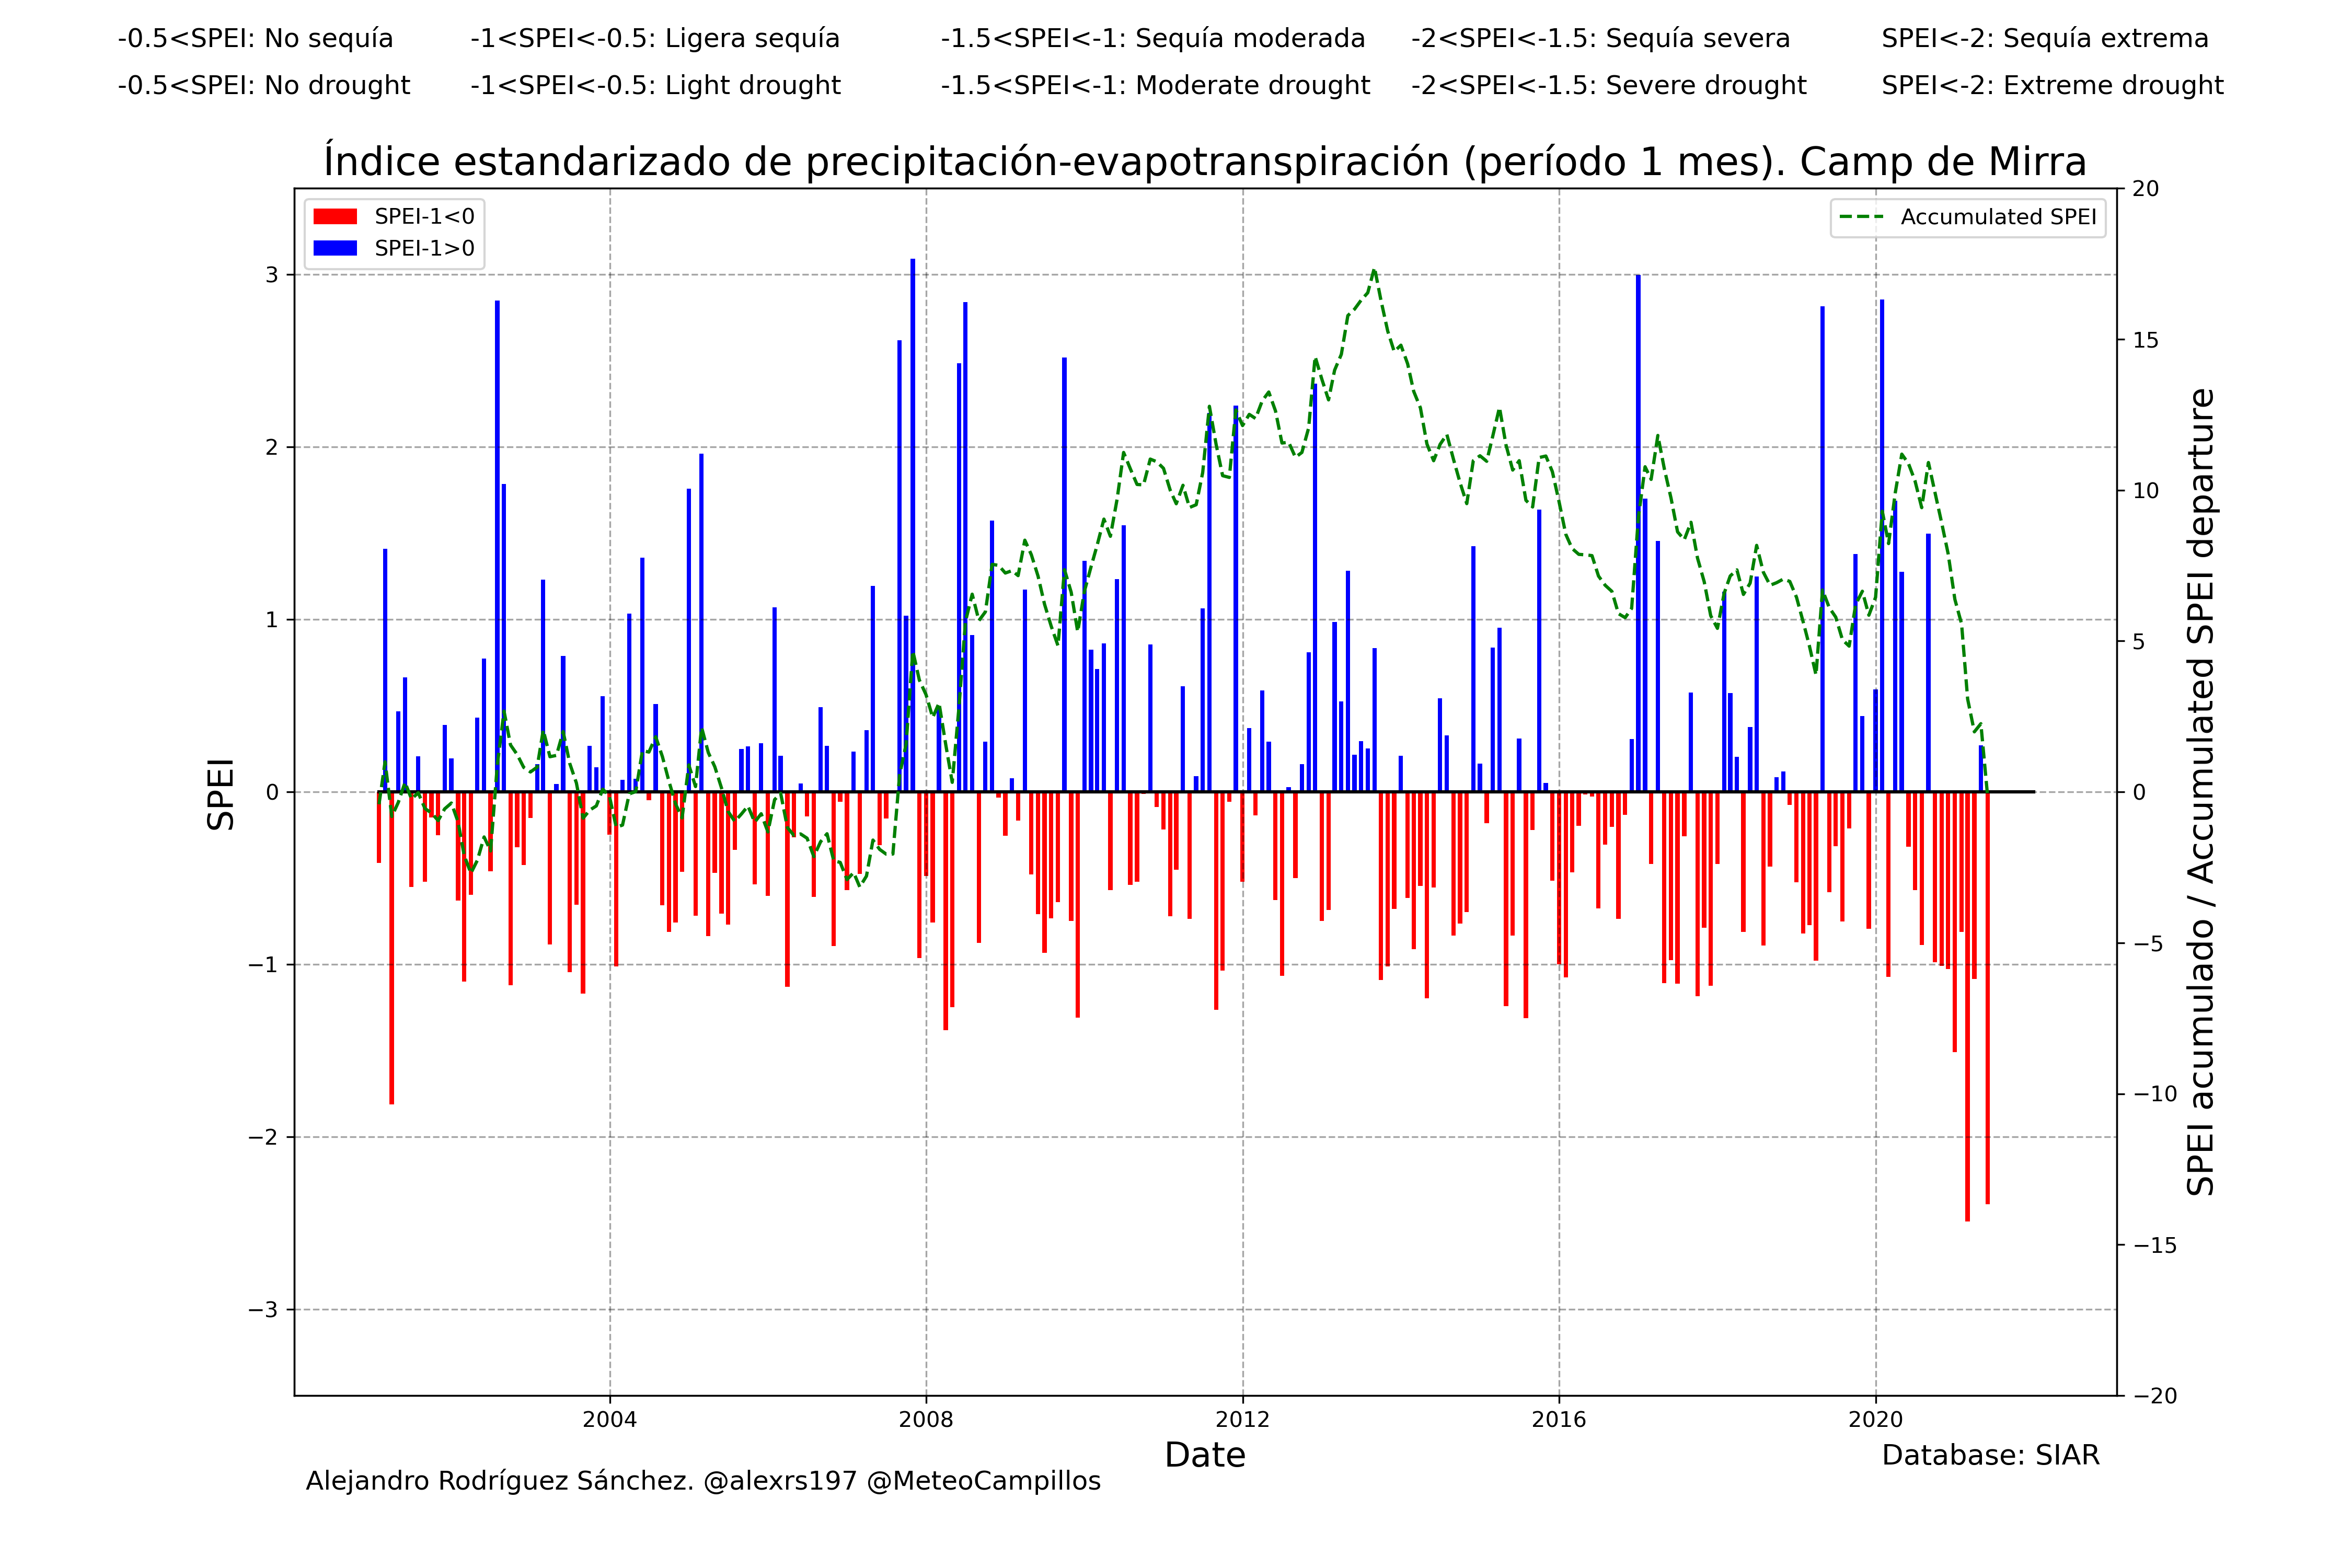 -0.5<SPEI: No sequía -1<SPEI<-0.5: Ligera sequía -1.5<SPEI<-1: Sequía moderada -2<SPEI<-1.5: Sequía severa SPEI<-2: Sequía extrema
-0.5<SPEI: No drought -1<SPEI<-0.5: Light drought -1.5<SPEI<-1: Moderate drought -2<SPEI<-1.5: Severe drought SPEI<-2: Extreme drought
Índice estandarizado de precipitación-evapotranspiración (período 1 mes). Camp de Mirra
SPEI-1<0
SPEI-1>0
Accumulated SPEI
3
2
1
0
−1
−2
−3
SPEI
20
15
10
5
0
−5
−10
−15
−20
SPEI acumulado / Accumulated SPEI departure
2004 2008 2012 2016 2020
Date
Database: SIAR
Alejandro Rodríguez Sánchez. @alexrs197 @MeteoCampillos